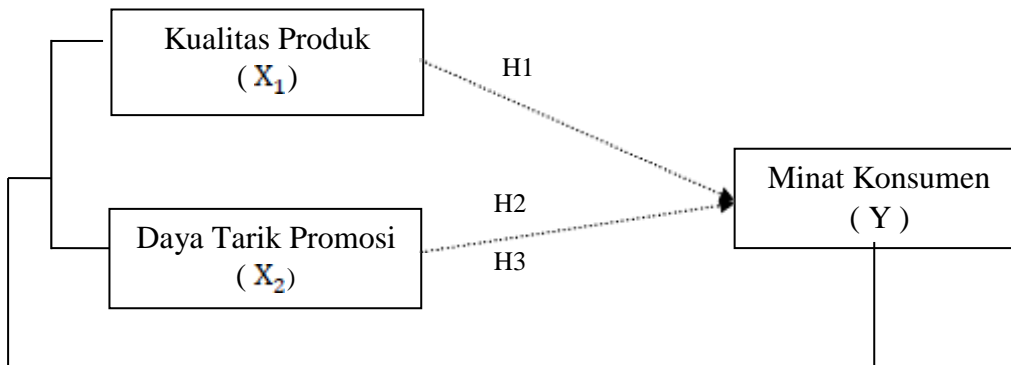 Kualitas Produk
( X₁)
H1
Minat Konsumen
( Y )
H2
Daya Tarik Promosi
( X₂)
H3